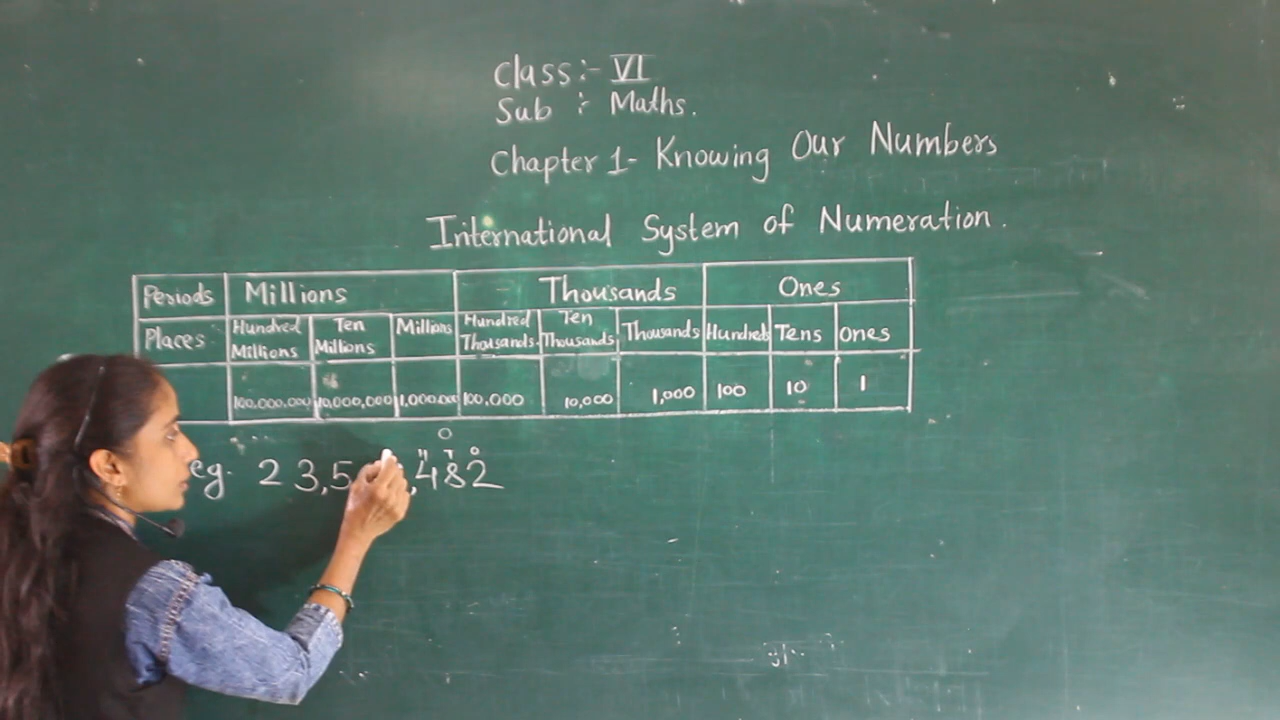 Class :- VI
Sub :- Maths.
Chapter 1- Knowing Our Numbers
International System of Numeration.
Periods Millions Thousands Ones
Places Hundred Millions Ten Millions Millions Hundred Thousands Ten Thousands Thousands Hundreds Tens Ones
100,000,000 10,000,000 1,000,000 100,000 10,000 1,000 100 10 1
O
H T O
eg. 23,5 ,482